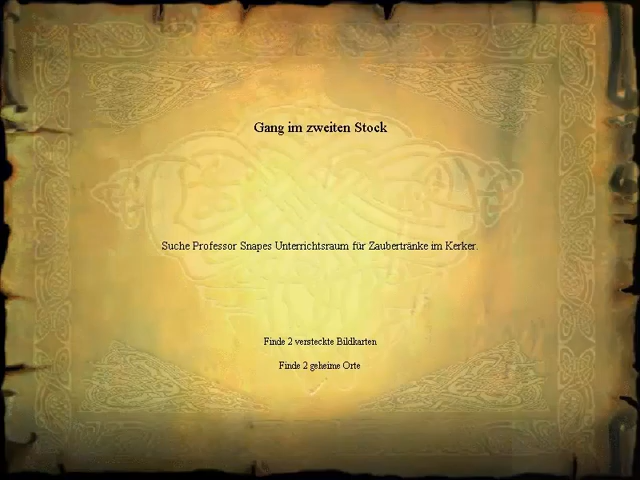 Gang im zweiten Stock
Suche Professor Snapes Unterrichtsraum für Zaubertränke im Kerker.
Finde 2 versteckte Bildkarten
Finde 2 geheime Orte